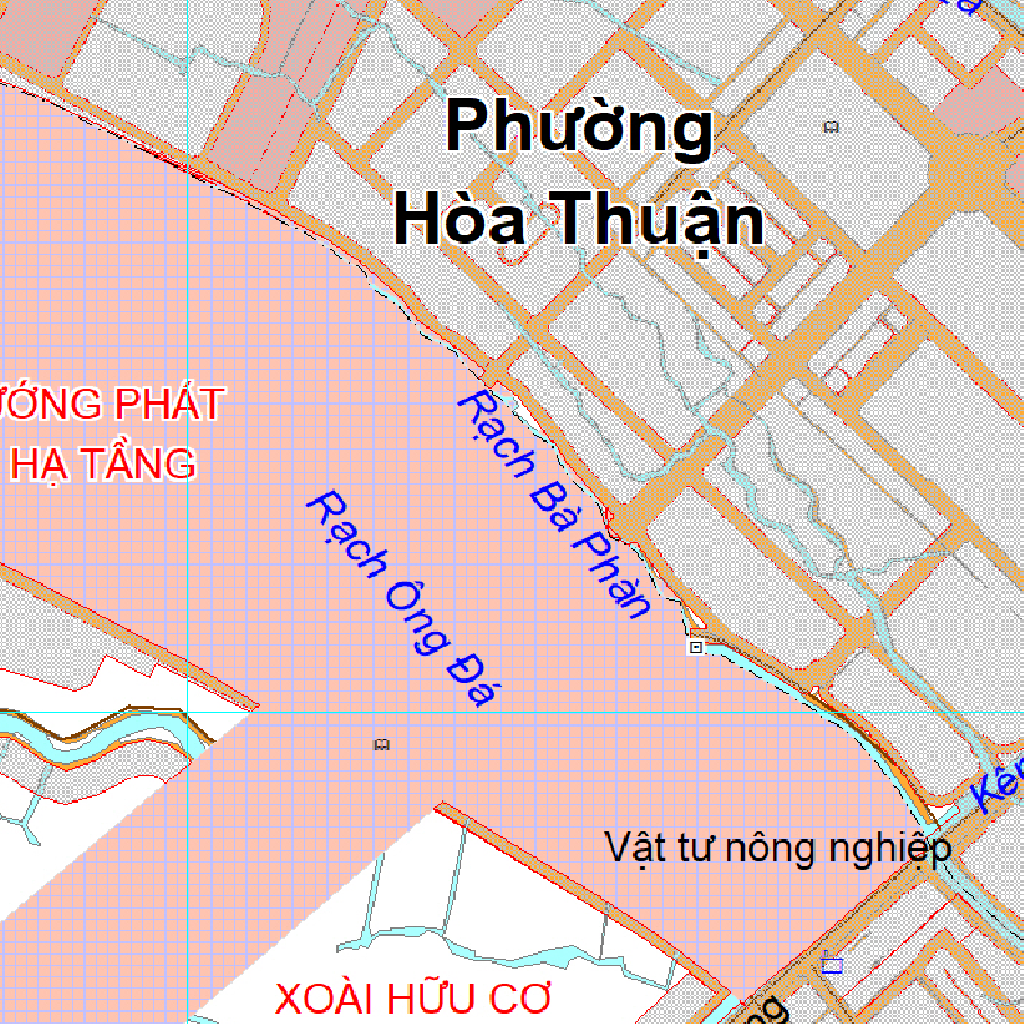 Phường
Hòa Thuận
ƯỚNG PHÁT
HẠ TẦNG
Rạch Bà Phàn
Rạch Ông Đá
Vật tư nông nghiệp
XOÀI HỮU CƠ